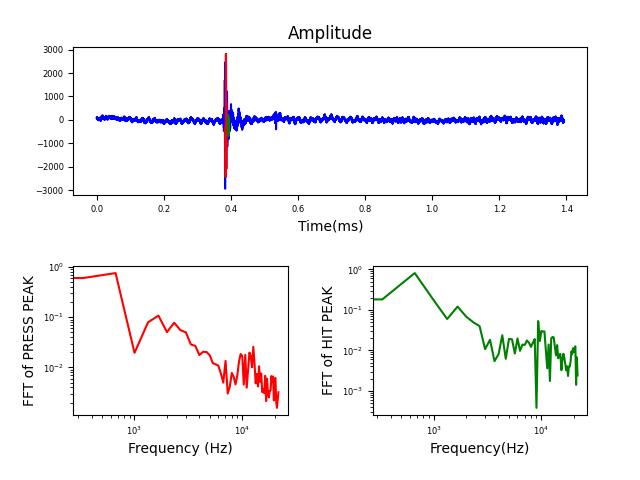 Amplitude
3000
2000
1000
0
−1000
−2000
−3000
0.0 0.2 0.4 0.6 0.8 1.0 1.2 1.4
Time(ms)
FFT of PRESS PEAK
10⁰
10⁻¹
10⁻²
10³ 10⁴
Frequency (Hz)
FFT of HIT PEAK
10⁰
10⁻¹
10⁻²
10⁻³
10³ 10⁴
Frequency(Hz)